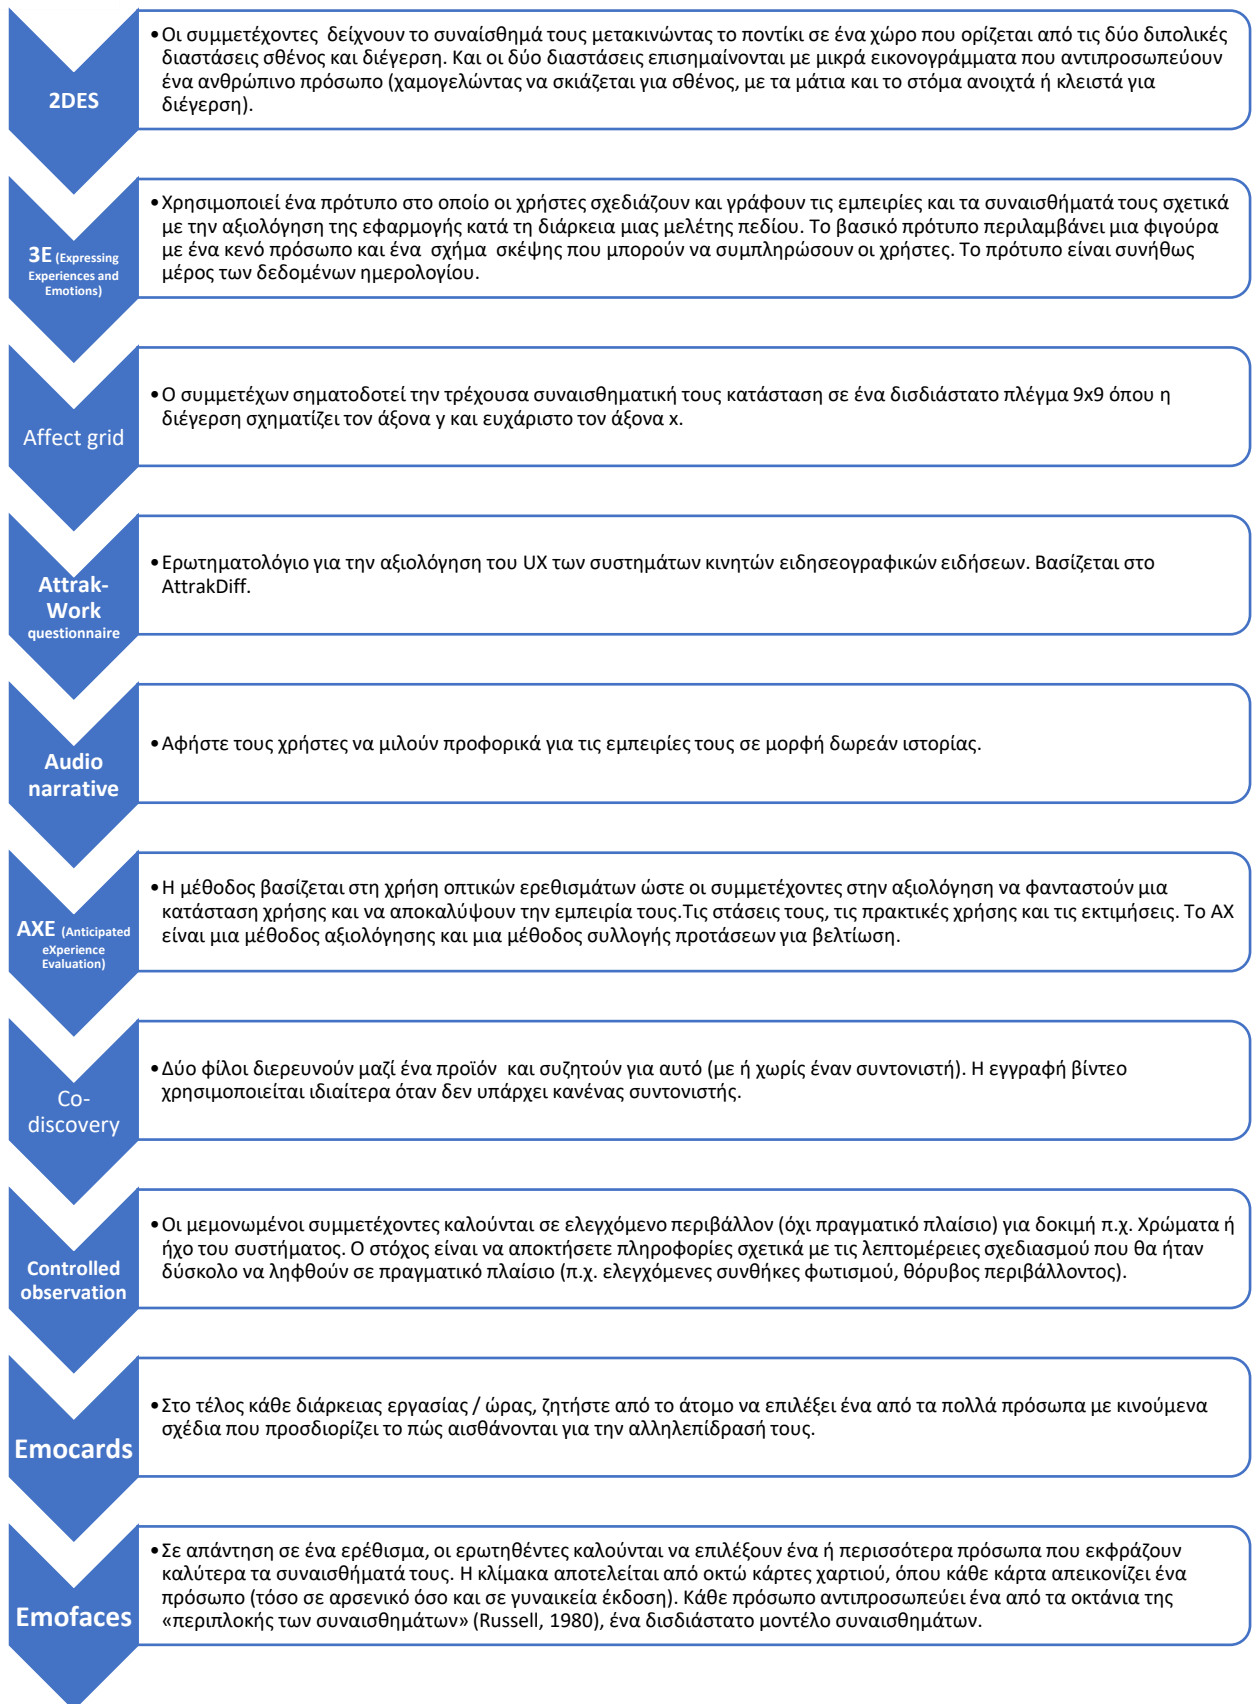 2DES
•Οι συμμετέχοντες δείχνουν το συναίσθημά τους μετακινώντας το ποντίκι σε ένα χώρο που ορίζεται από τις δύο διπολικές
διαστάσεις σθένος και διέγερση. Και οι δύο διαστάσεις επισημαίνονται με μικρά εικονογράμματα που αντιπροσωπεύουν
ένα ανθρώπινο πρόσωπο (χαμογελώντας να σκιάζεται για σθένος, με τα μάτια και το στόμα ανοιχτά ή κλειστά για
διέγερση).
3Ε (Expressing
Experiences and
Emotions)
•Χρησιμοποιεί ένα πρότυπο στο οποίο οι χρήστες σχεδιάζουν και γράφουν τις εμπειρίες και τα συναισθήματά τους σχετικά
με την αξιολόγηση της εφαρμογής κατά τη διάρκεια μιας μελέτης πεδίου. Το βασικό πρότυπο περιλαμβάνει μια φιγούρα
με ένα κενό πρόσωπο και ένα σχήμα σκέψης που μπορούν να συμπληρώσουν οι χρήστες. Το πρότυπο είναι συνήθως
μέρος των δεδομένων ημερολογίου.
Affect grid
•Ο συμμετέχων σηματοδοτεί την τρέχουσα συναισθηματική τους κατάσταση σε ένα δισδιάστατο πλέγμα 9x9 όπου η
διέγερση σχηματίζει τον άξονα y και ευχάριστο τον άξονα x.
Attrak-
Work
questionnaire
•Ερωτηματολόγιο για την αξιολόγηση του UX των συστημάτων κινητών ειδησεογραφικών ειδήσεων. Βασίζεται στο
AttrakDiff.
Audio
narrative
•Αφήστε τους χρήστες να μιλούν προφορικά για τις εμπειρίες τους σε μορφή δωρεάν ιστορίας.
AXE (Anticipated
eXperience
Evaluation)
•Η μέθοδος βασίζεται στη χρήση οπτικών ερεθισμάτων ώστε οι συμμετέχοντες στην αξιολόγηση να φανταστούν μια
κατάσταση χρήσης και να αποκαλύψουν την εμπειρία τους.Τις στάσεις τους, τις πρακτικές χρήσης και τις εκτιμήσεις. Το AX
είναι μια μέθοδος αξιολόγησης και μια μέθοδος συλλογής προτάσεων για βελτίωση.
Co-
discovery
•Δύο φίλοι διερευνούν μαζί ένα προϊόν και συζητούν για αυτό (με ή χωρίς έναν συντονιστή). Η εγγραφή βίντεο
χρησιμοποιείται ιδιαίτερα όταν δεν υπάρχει κανένας συντονιστής.
Controlled
observation
•Οι μεμονωμένοι συμμετέχοντες καλούνται σε ελεγχόμενο περιβάλλον (όχι πραγματικό πλαίσιο) για δοκιμή π.χ. Χρώματα ή
ήχο του συστήματος. Ο στόχος είναι να αποκτήσετε πληροφορίες σχετικά με τις λεπτομέρειες σχεδιασμού που θα ήταν
δύσκολο να ληφθούν σε πραγματικό πλαίσιο (π.χ. ελεγχόμενες συνθήκες φωτισμού, θόρυβος περιβάλλοντος).
Emocards
•Στο τέλος κάθε διάρκειας εργασίας / ώρας, ζητήστε από το άτομο να επιλέξει ένα από τα πολλά πρόσωπα με κινούμενα
σχέδια που προσδιορίζει το πώς αισθάνονται για την αλληλεπίδρασή τους.
Emofaces
•Σε απάντηση σε ένα ερέθισμα, οι ερωτηθέντες καλούνται να επιλέξουν ένα ή περισσότερα πρόσωπα που εκφράζουν
καλύτερα τα συναισθήματά τους. Η κλίμακα αποτελείται από οκτώ κάρτες χαρτιού, όπου κάθε κάρτα απεικονίζει ένα
πρόσωπο (τόσο σε αρσενικό όσο και σε γυναικεία έκδοση). Κάθε πρόσωπο αντιπροσωπεύει ένα από τα οκτάνια της
«περιπλοκής των συναισθημάτων» (Russell, 1980), ένα δισδιάστατο μοντέλο συναισθημάτων.